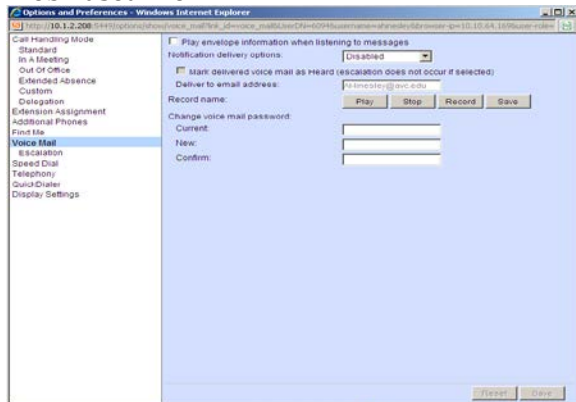 Options and Preferences - Windows Internet Explorer
Call Handling Mode
Standard
In A Meeting
Out Of Office
Extended Absence
Custom
Delegation
Extension Assignment
Additional Phones
Find Me
Voice Mail
Escalation
Speed Dial
Telephony
QuickDialer
Display Settings
Play envelope information when listening to messages
Notification delivery options: Disabled
Mark delivered voice mail as Heard (escalation does not occur if selected)
Deliver to email address:
Record name: Play Stop Record Save
Change voice mail password:
Current:
New:
Confirm:
Reset Save